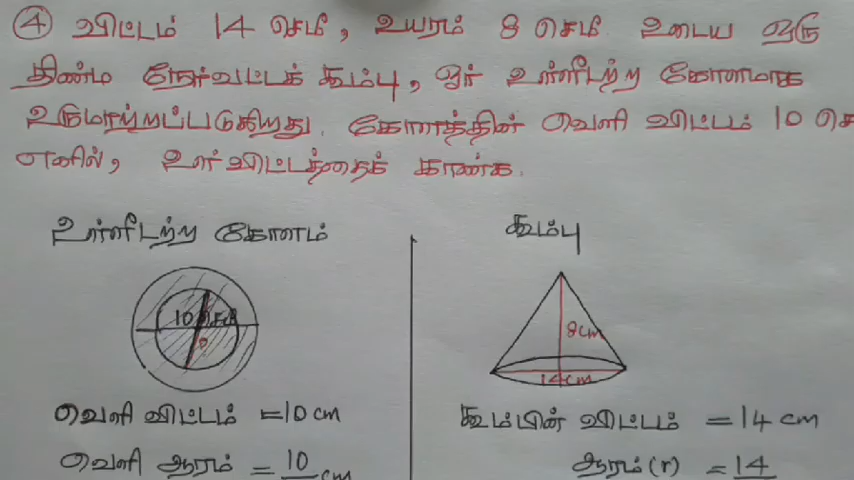 ④ விட்டம் 14 செமீ, உயரம் 8 செமீ உடைய ஒரு
திண்ம நேர்வட்டக் கூம்பு, ஓர் உள்ளீடற்ற கோளமாக
உருமாற்றப்படுகிறது. கோளத்தின் வெளி விட்டம் 10 செ
எனில், உள்விட்டத்தைக் காண்க.
உள்ளீடற்ற கோளம்
10 செமீ
வெளி விட்டம் =10 cm
வெளி ஆரம் = 10 cm
கூம்பு
8cm
14cm
கூம்பின் விட்டம் = 14 cm
ஆரம்(r) = 14